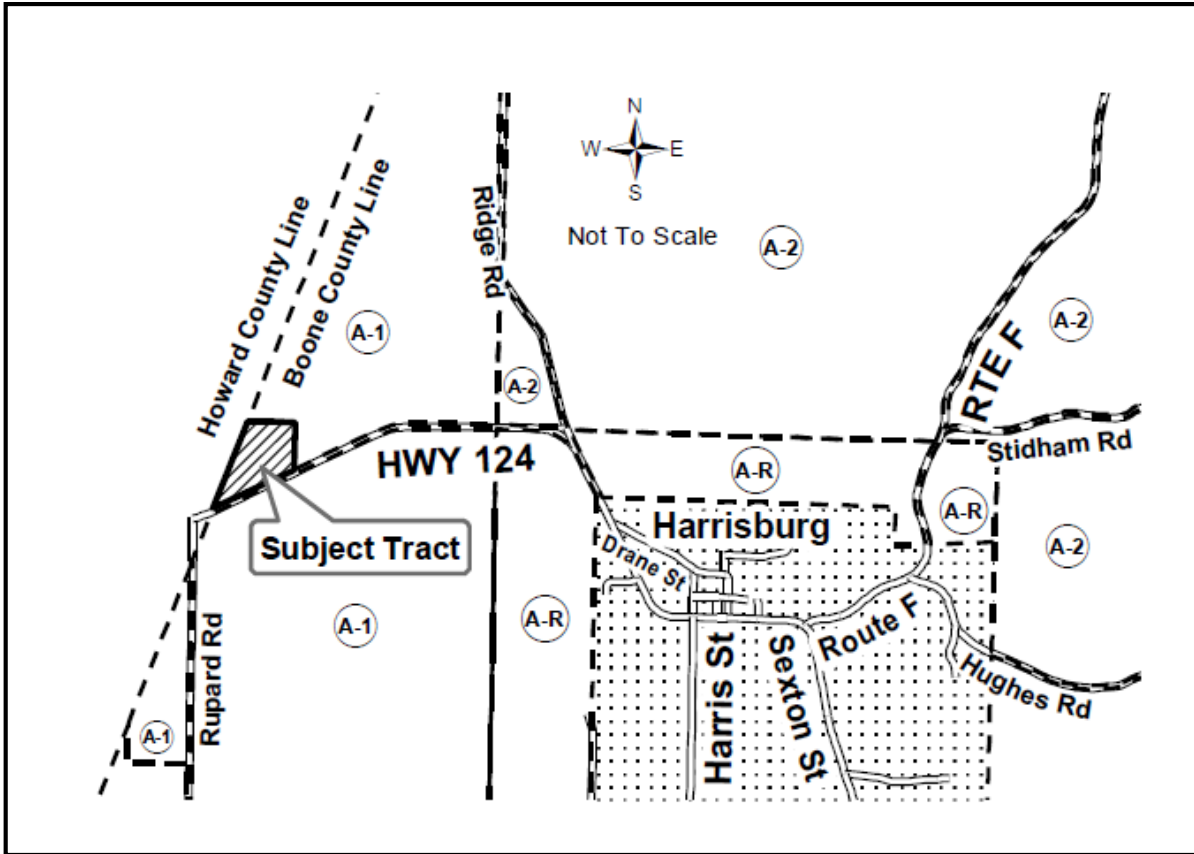 N
W E
S
Not To Scale
Howard County Line
Boone County Line
Ridge Rd
A-2
A-1
A-2
A-2
RTE F
Stidham Rd
HWY 124
A-R
A-R
Subject Tract
Harrisburg
Drane St
A-2
A-1
A-R
Route F
Hughes Rd
Harris St
Sexton St
Rupard Rd
A-1